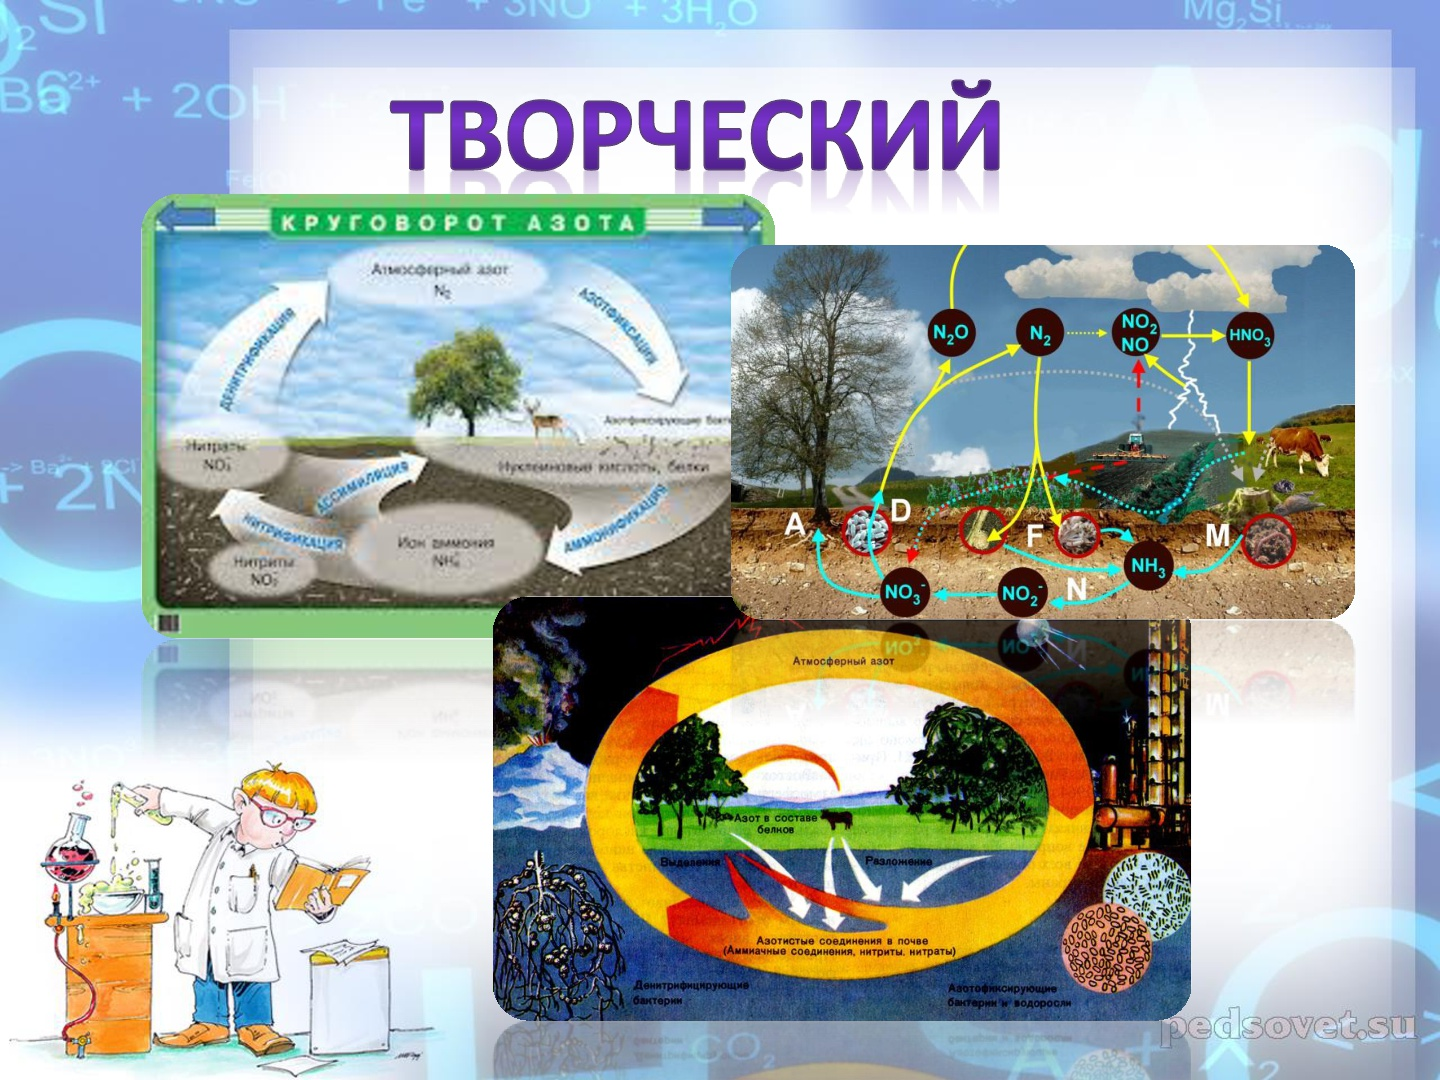 ТВОРЧЕСКИЙ
КРУГОВОРОТ АЗОТА
Атмосферный азот
N2
ДЕНИТРИФИКАЦИЯ
АЗОТФИКСАЦИЯ
Азотфиксирующие
Нитраты
NO3-
АССИМИЛЯЦИЯ
Нуклеиновые кислоты, белки
НИТРИФИКАЦИЯ
АММОНИФИКАЦИЯ
Ион аммония
NH4+
Нитриты
NO2-
N2O
N2
NO2
NO
HNO3
A
D
F
M
N
NH3
NO3-
NO2-
Атмосферный азот
Азот в составе
белков
Выделения
Разложение
Азотистые соединения в почве
(Аммиачные соединения, нитриты. нитраты)
Денитрифицирующие
бактерии
Азотофиксирующие
бактерии и водоросли
pedsovet.su